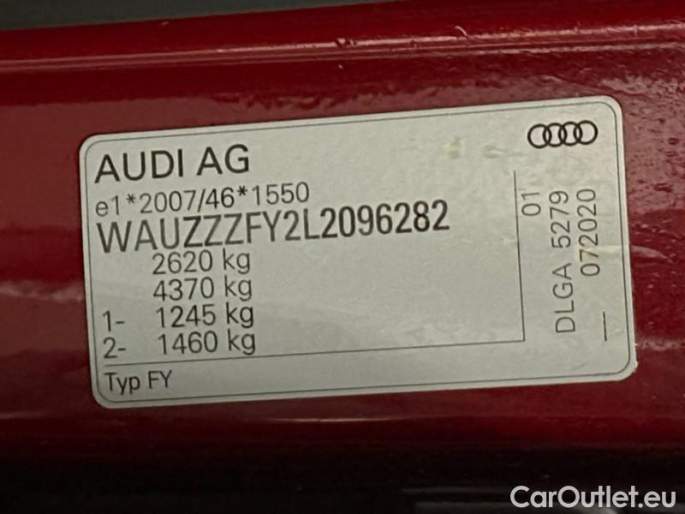 AUDI AG
e1*2007/46*1550
WAUZZZFY2L2096282
2620 kg
4370 kg
1- 1245 kg
2- 1460 kg
Typ FY
01
DLGA 5279
072020
CarOutlet.eu